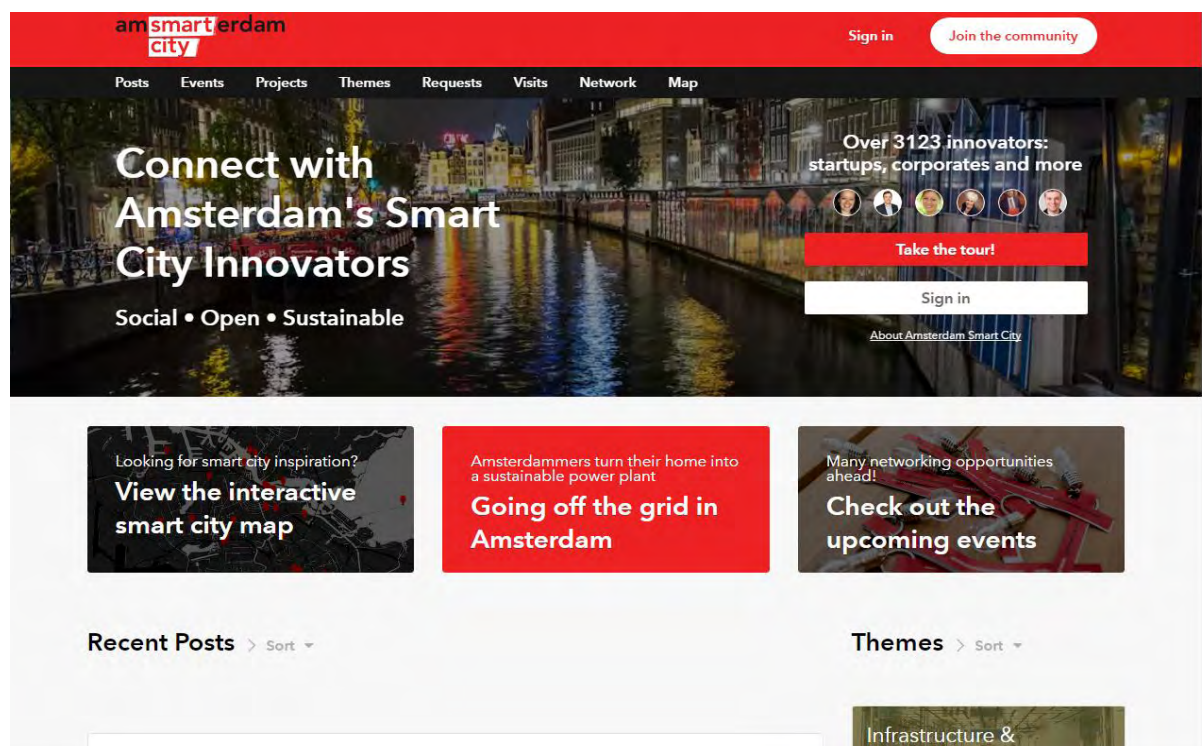 amsmarterdam
city
Sign in
Join the community
Posts Events Projects Themes Requests Visits Network Map
Connect with
Amsterdam's Smart
City Innovators
Social • Open • Sustainable
Over 3123 innovators:
startups, corporates and more
Take the tour!
Sign in
About Amsterdam Smart City
Looking for smart city inspiration?
View the interactive
smart city map
Amsterdammers turn their home into
a sustainable power plant
Going off the grid in
Amsterdam
Many networking opportunities
ahead!
Check out the
upcoming events
Recent Posts > Sort
Themes > Sort
Infrastructure &